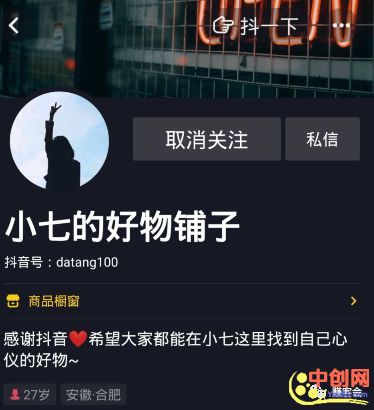 OPEN
抖一下
取消关注
私信
小七的好物铺子
抖音号：datang100
商品橱窗
感谢抖音❤️希望大家都能在小七这里找到自己心
仪的好物~
27岁
安徽·合肥
中创网